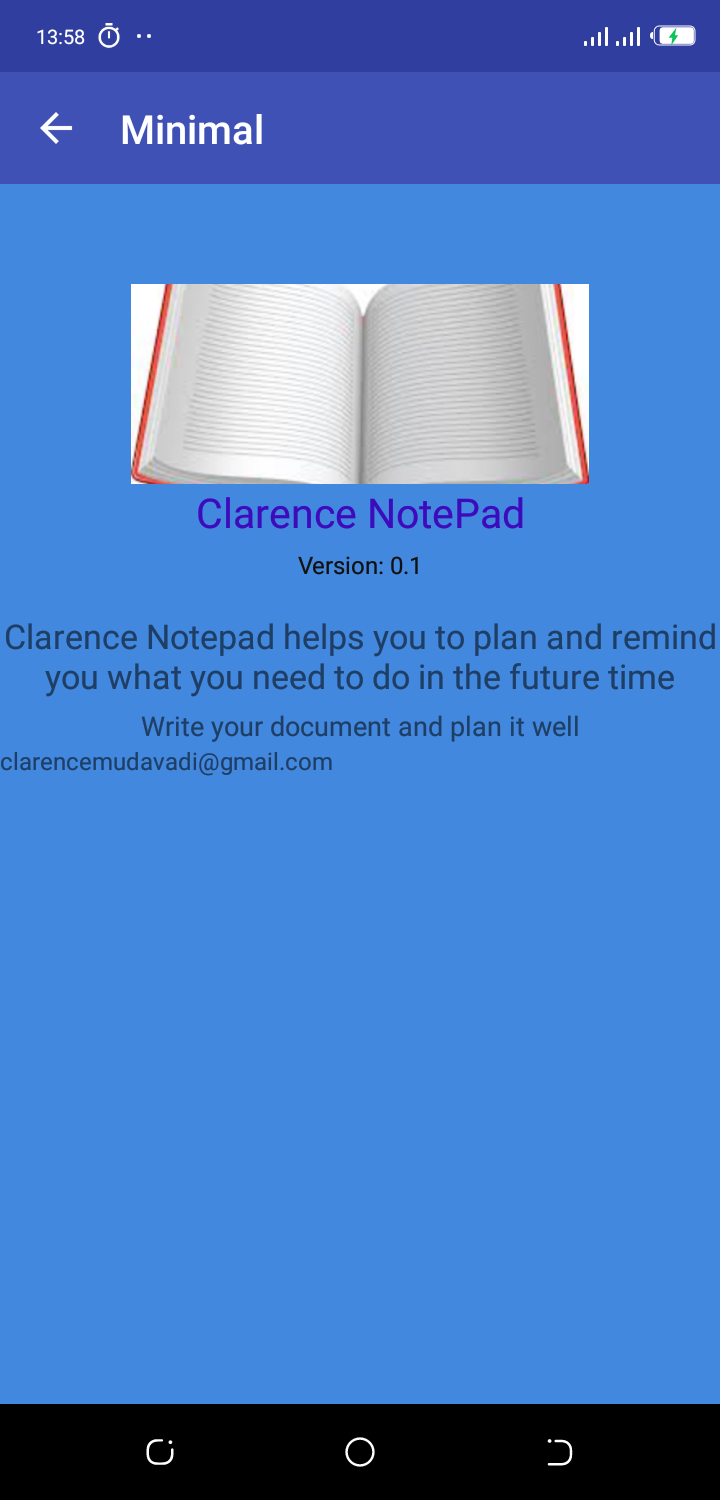 13:58
Minimal
Clarence NotePad
Version: 0.1
Clarence Notepad helps you to plan and remind
you what you need to do in the future time
Write your document and plan it well
clarencemudavadi@gmail.com